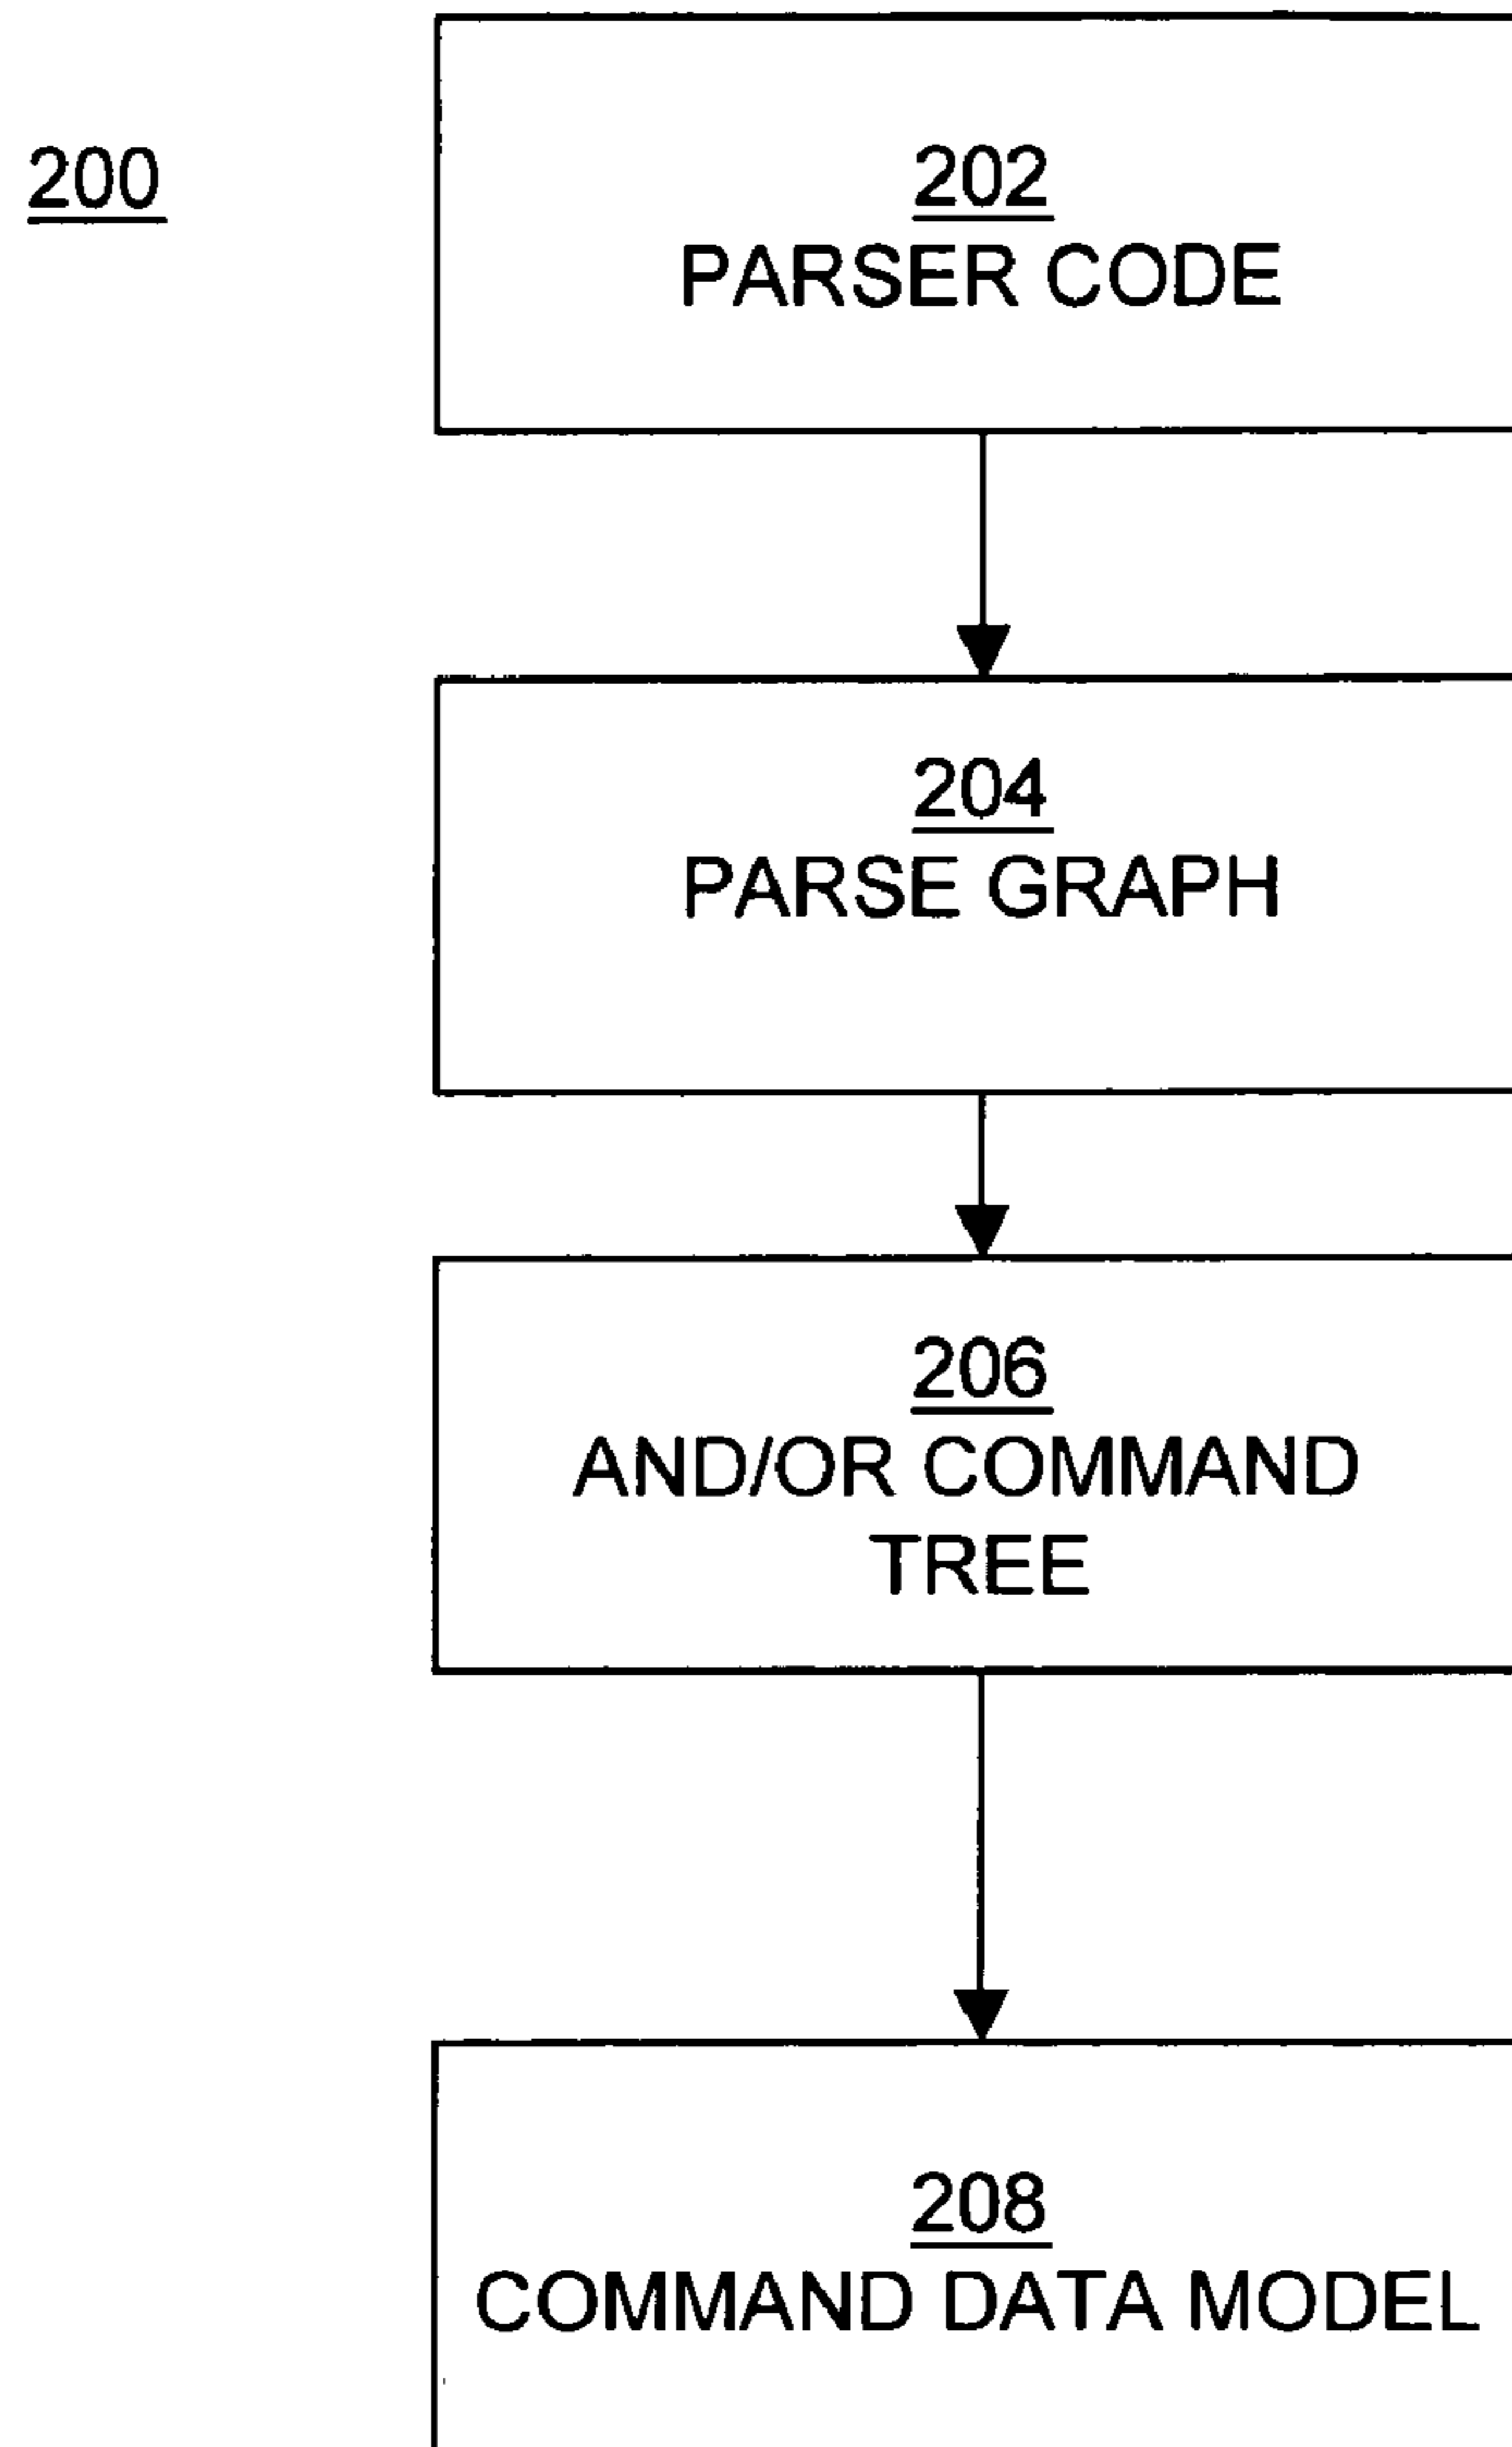 200
202
PARSER CODE
204
PARSE GRAPH
206
AND/OR COMMAND
TREE
208
COMMAND DATA MODEL